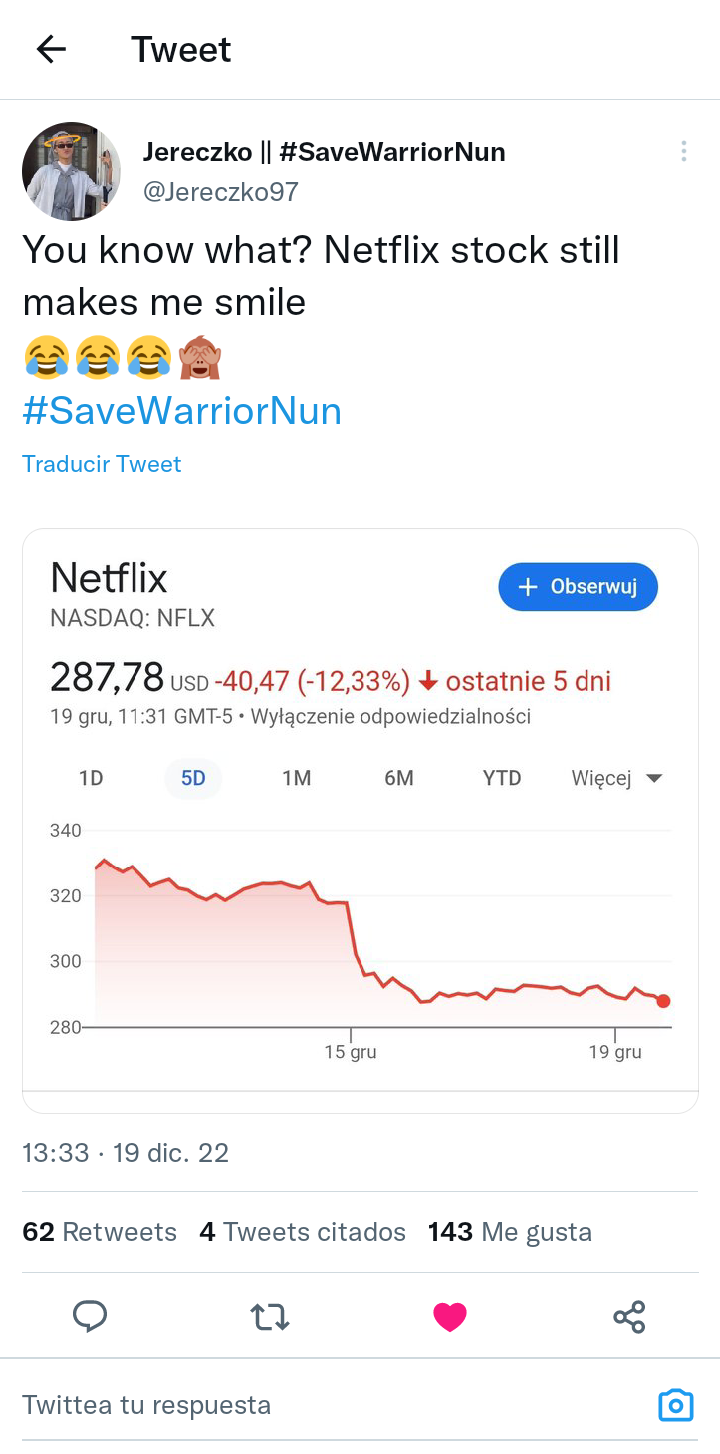 Tweet
Jereczko || #SaveWarriorNun
@Jereczko97
You know what? Netflix stock still
makes me smile
😂😂😂🙈
#SaveWarriorNun
Traducir Tweet
Netflix
+ Obserwuj
NASDAQ: NFLX
287,78 USD -40,47 (-12,33%) ↓ ostatnie 5 dni
19 gru, 11:31 GMT-5 • Wyłączenie odpowiedzialności
1D 5D 1M 6M YTD Więcej
340
320
300
280
15 gru 19 gru
13:33 · 19 dic. 22
62 Retweets 4 Tweets citados 143 Me gusta
Twittea tu respuesta